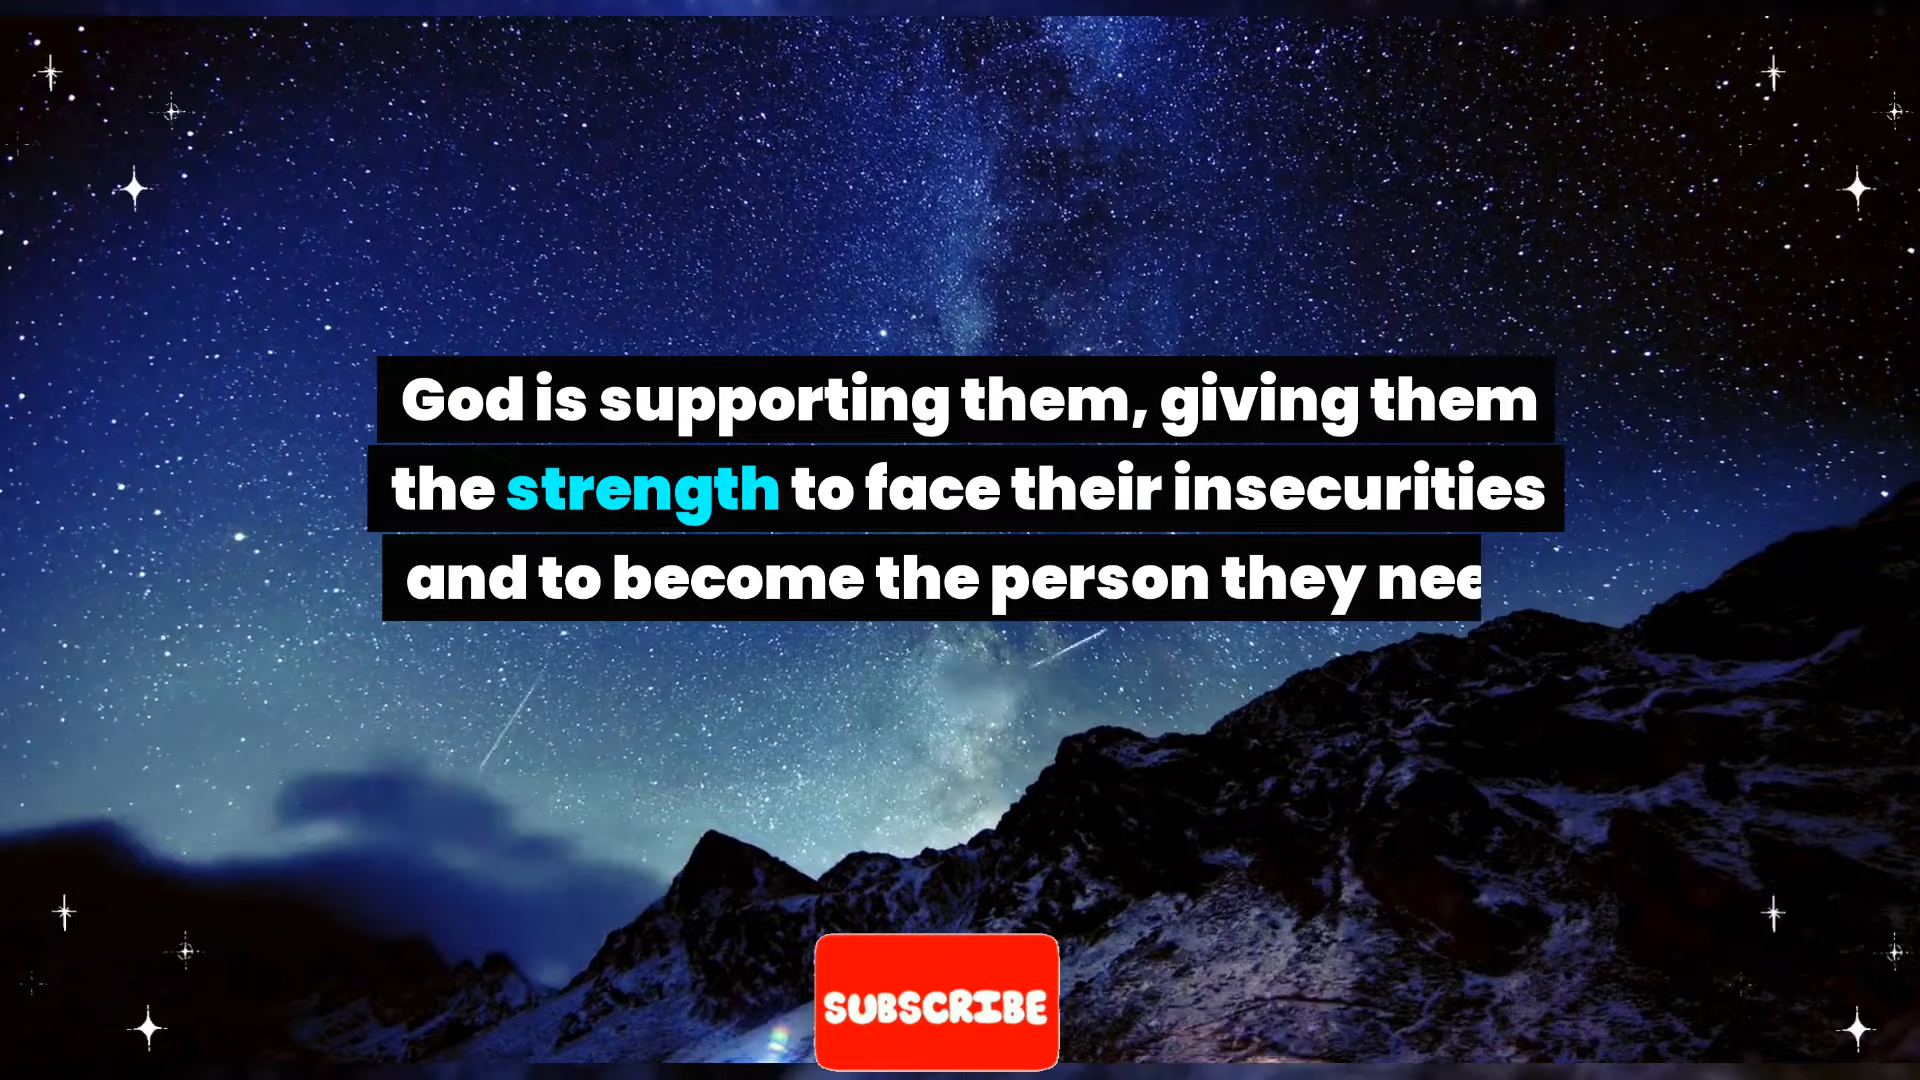 God is supporting them, giving them
the strength to face their insecurities
and to become the person they nee
SUBSCRIBE